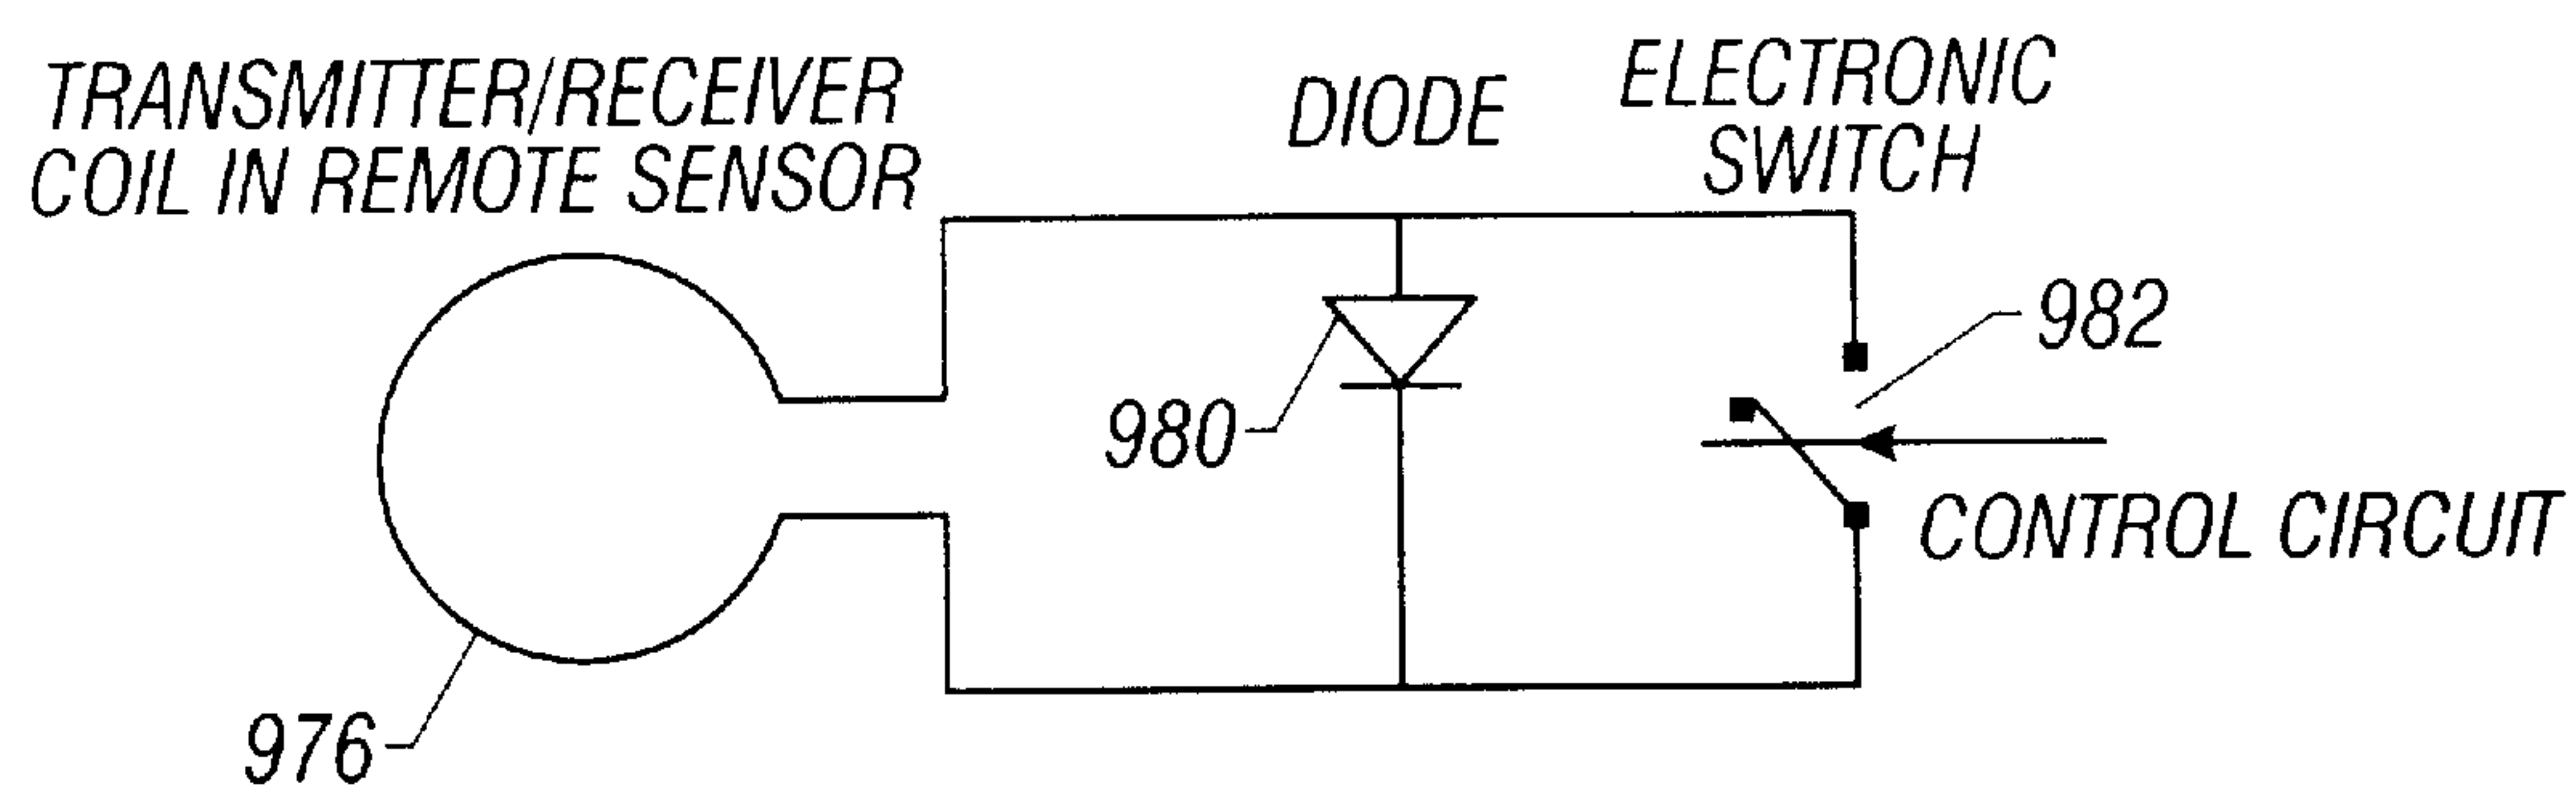 TRANSMITTER/RECEIVER
COIL IN REMOTE SENSOR
DIODE
ELECTRONIC
SWITCH
982
980
CONTROL CIRCUIT
976